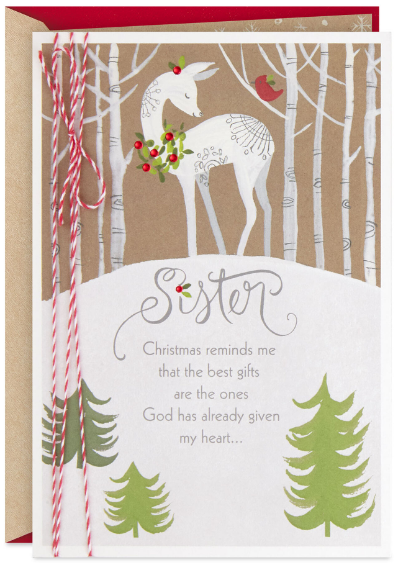 Sister
Christmas reminds me
that the best gifts
are the ones
God has already given
my heart...